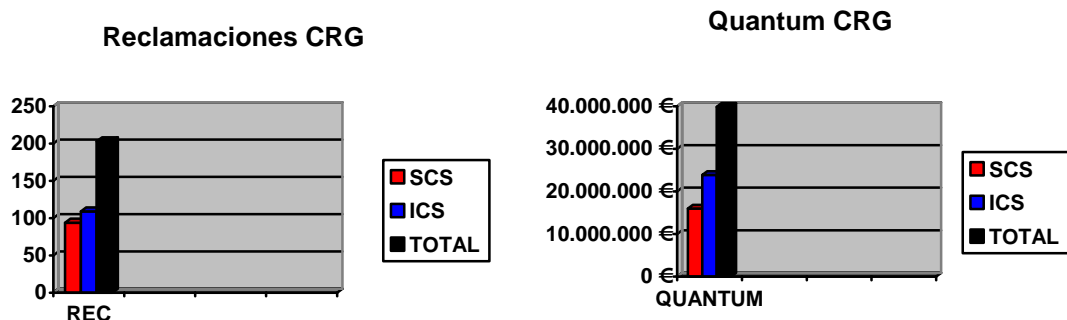 Reclamaciones CRG
250
200
150
100
50
0
REC
SCS
ICS
TOTAL
Quantum CRG
40.000.000 €
30.000.000 €
20.000.000 €
10.000.000 €
0 €
QUANTUM
SCS
ICS
TOTAL